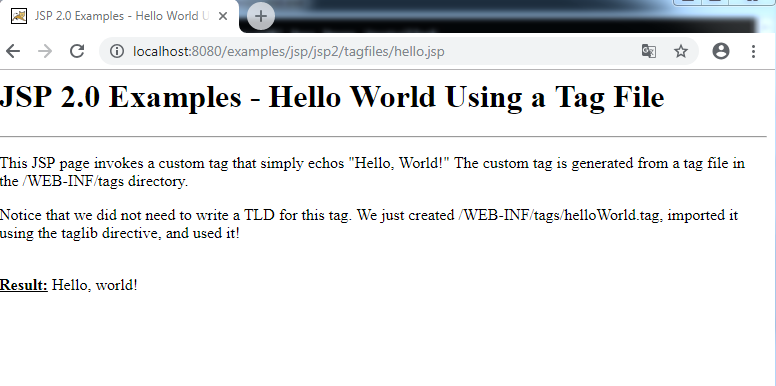 JSP 2.0 Examples - Hello World U
localhost:8080/examples/jsp/jsp2/tagfiles/hello.jsp
JSP 2.0 Examples - Hello World Using a Tag File
This JSP page invokes a custom tag that simply echos "Hello, World!" The custom tag is generated from a tag file in
the /WEB-INF/tags directory.
Notice that we did not need to write a TLD for this tag. We just created /WEB-INF/tags/helloWorld.tag, imported it
using the taglib directive, and used it!
Result: Hello, world!